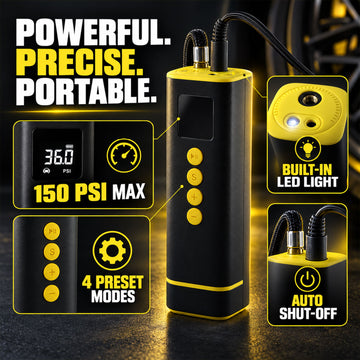 POWERFUL.
PRECISE.
PORTABLE.
36.0
PSI
150 PSI MAX
S
+
−
S
+
−
4 PRESET
MODES
BUILT-IN
LED LIGHT
AUTO
SHUT-OFF